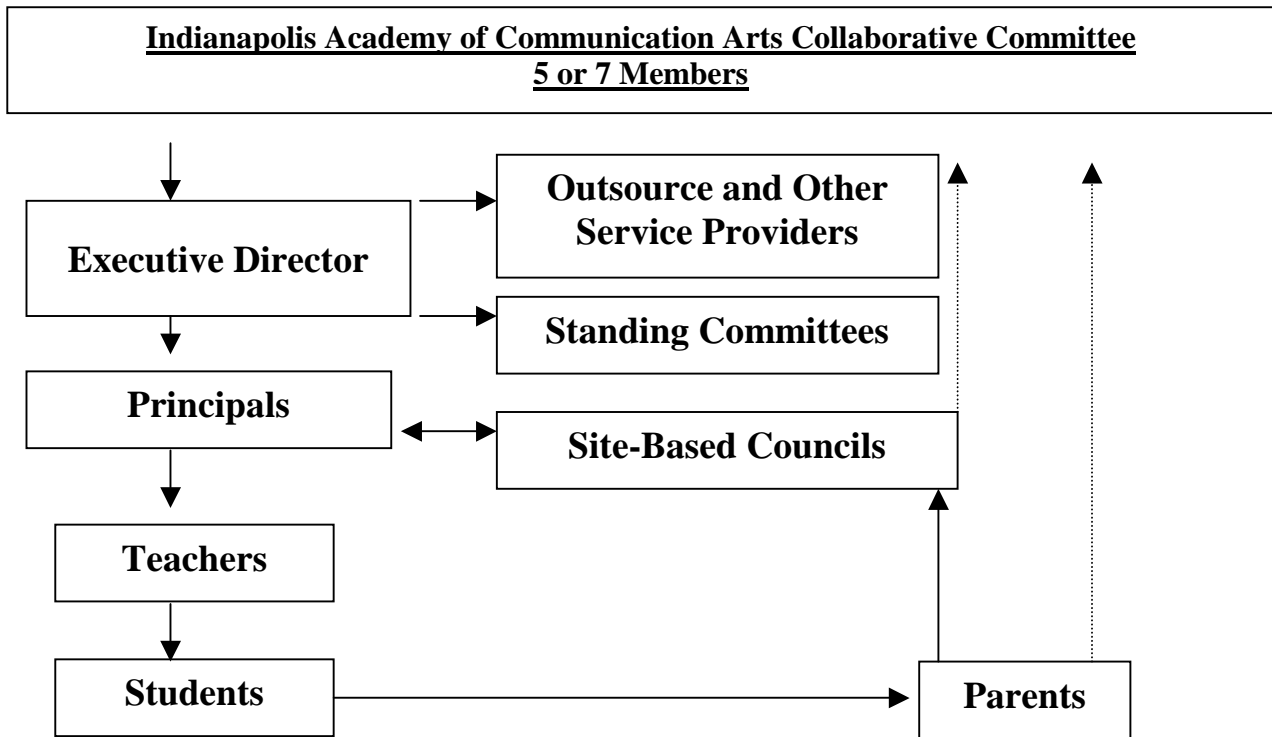 Indianapolis Academy of Communication Arts Collaborative Committee
5 or 7 Members
Outsource and Other
Service Providers
Executive Director
Standing Committees
Principals
Site-Based Councils
Teachers
Students
Parents